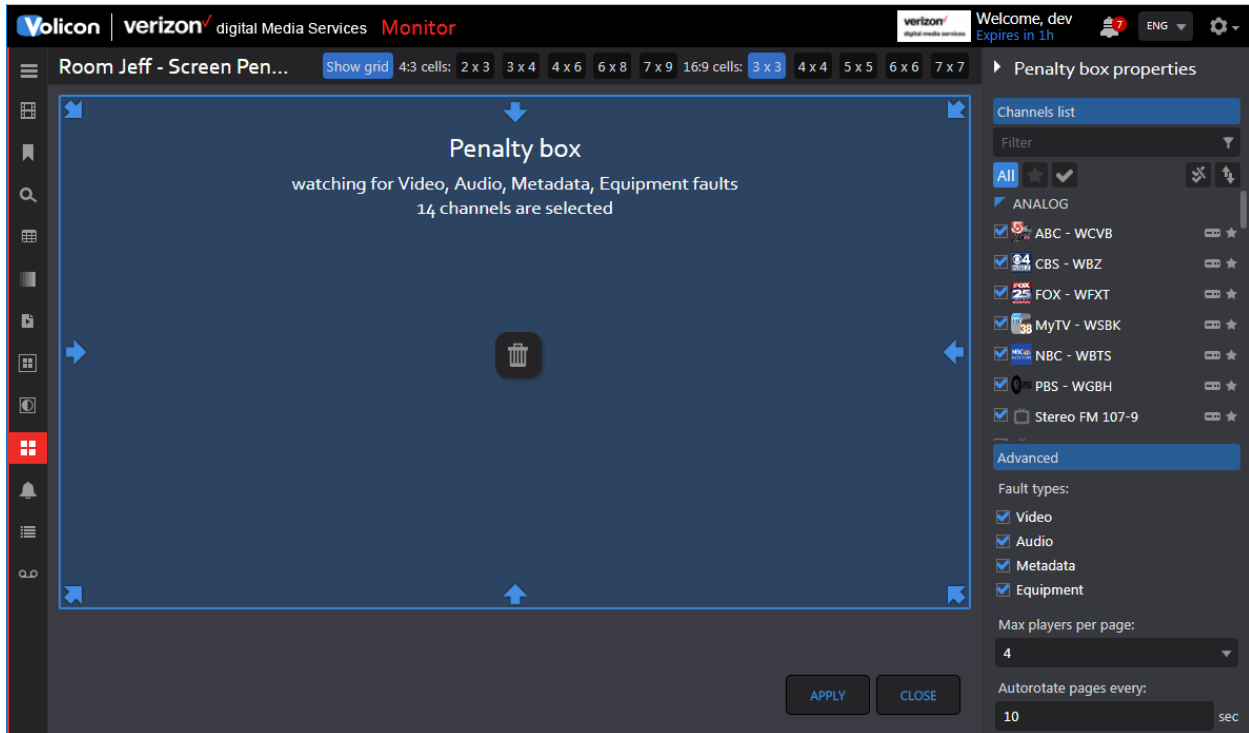 Volicon verizon✓ digital Media Services Monitor
verizon✓ digital media services
Welcome, dev
Expires in 1h
7
ENG
Room Jeff - Screen Pen...
Show grid 4:3 cells: 2 x 3 3 x 4 4 x 6 6 x 8 7 x 9 16:9 cells: 3 x 3 4 x 4 5 x 5 6 x 6 7 x 7
Penalty box properties
Penalty box
watching for Video, Audio, Metadata, Equipment faults
14 channels are selected
Channels list
Filter
All
ANALOG
ABC - WCVB
CBS - WBZ
FOX - WFXT
MyTV - WSBK
NBC - WBTS
PBS - WGBH
Stereo FM 107-9
Advanced
Fault types:
Video
Audio
Metadata
Equipment
Max players per page:
4
Autorotate pages every:
10 sec
APPLY CLOSE